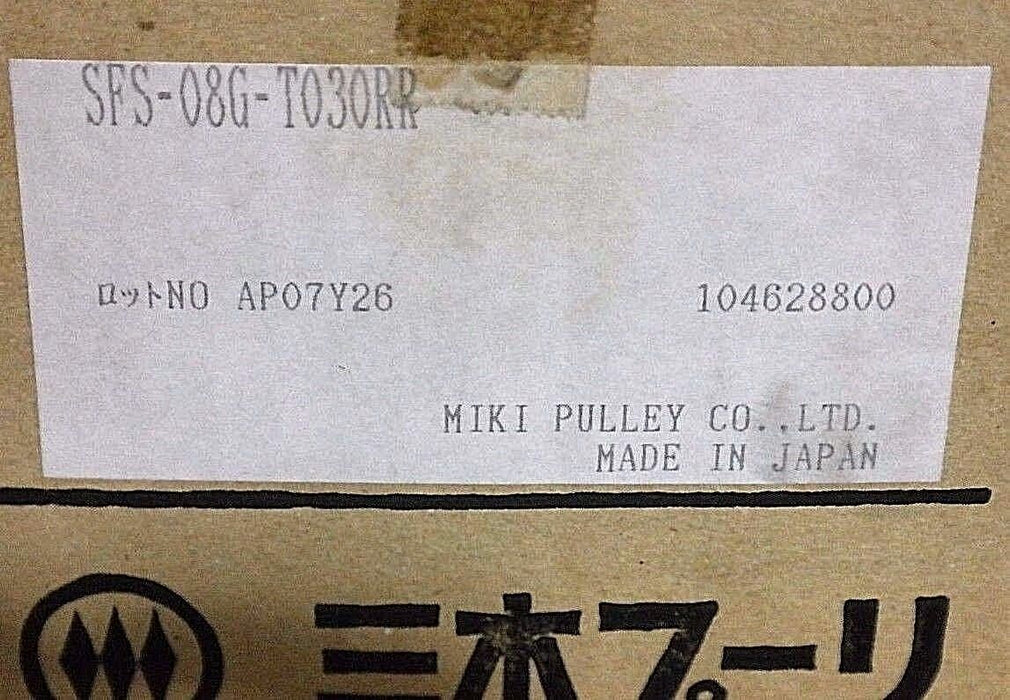 SFS-08G-T030RR
ロットNO AP07Y26 104628800
MIKI PULLEY CO.,LTD.
MADE IN JAPAN
三木プーリ